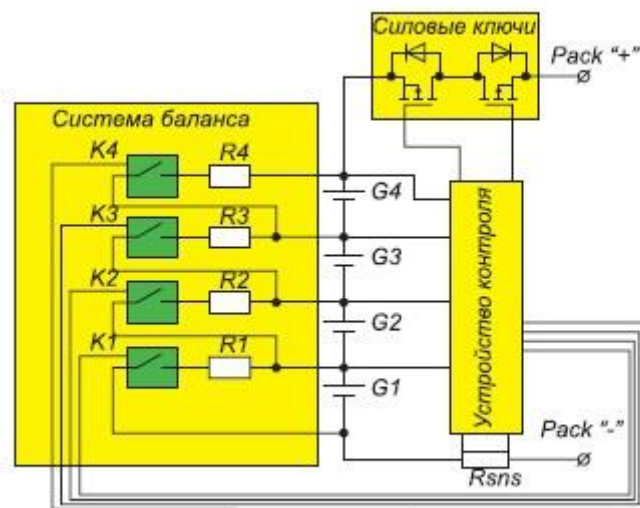 Силовые ключи
Pack “+”
Система баланса
K4
R4
G4
K3
R3
G3
K2
R2
G2
K1
R1
G1
Устройство контроля
Pack “-”
Rsns